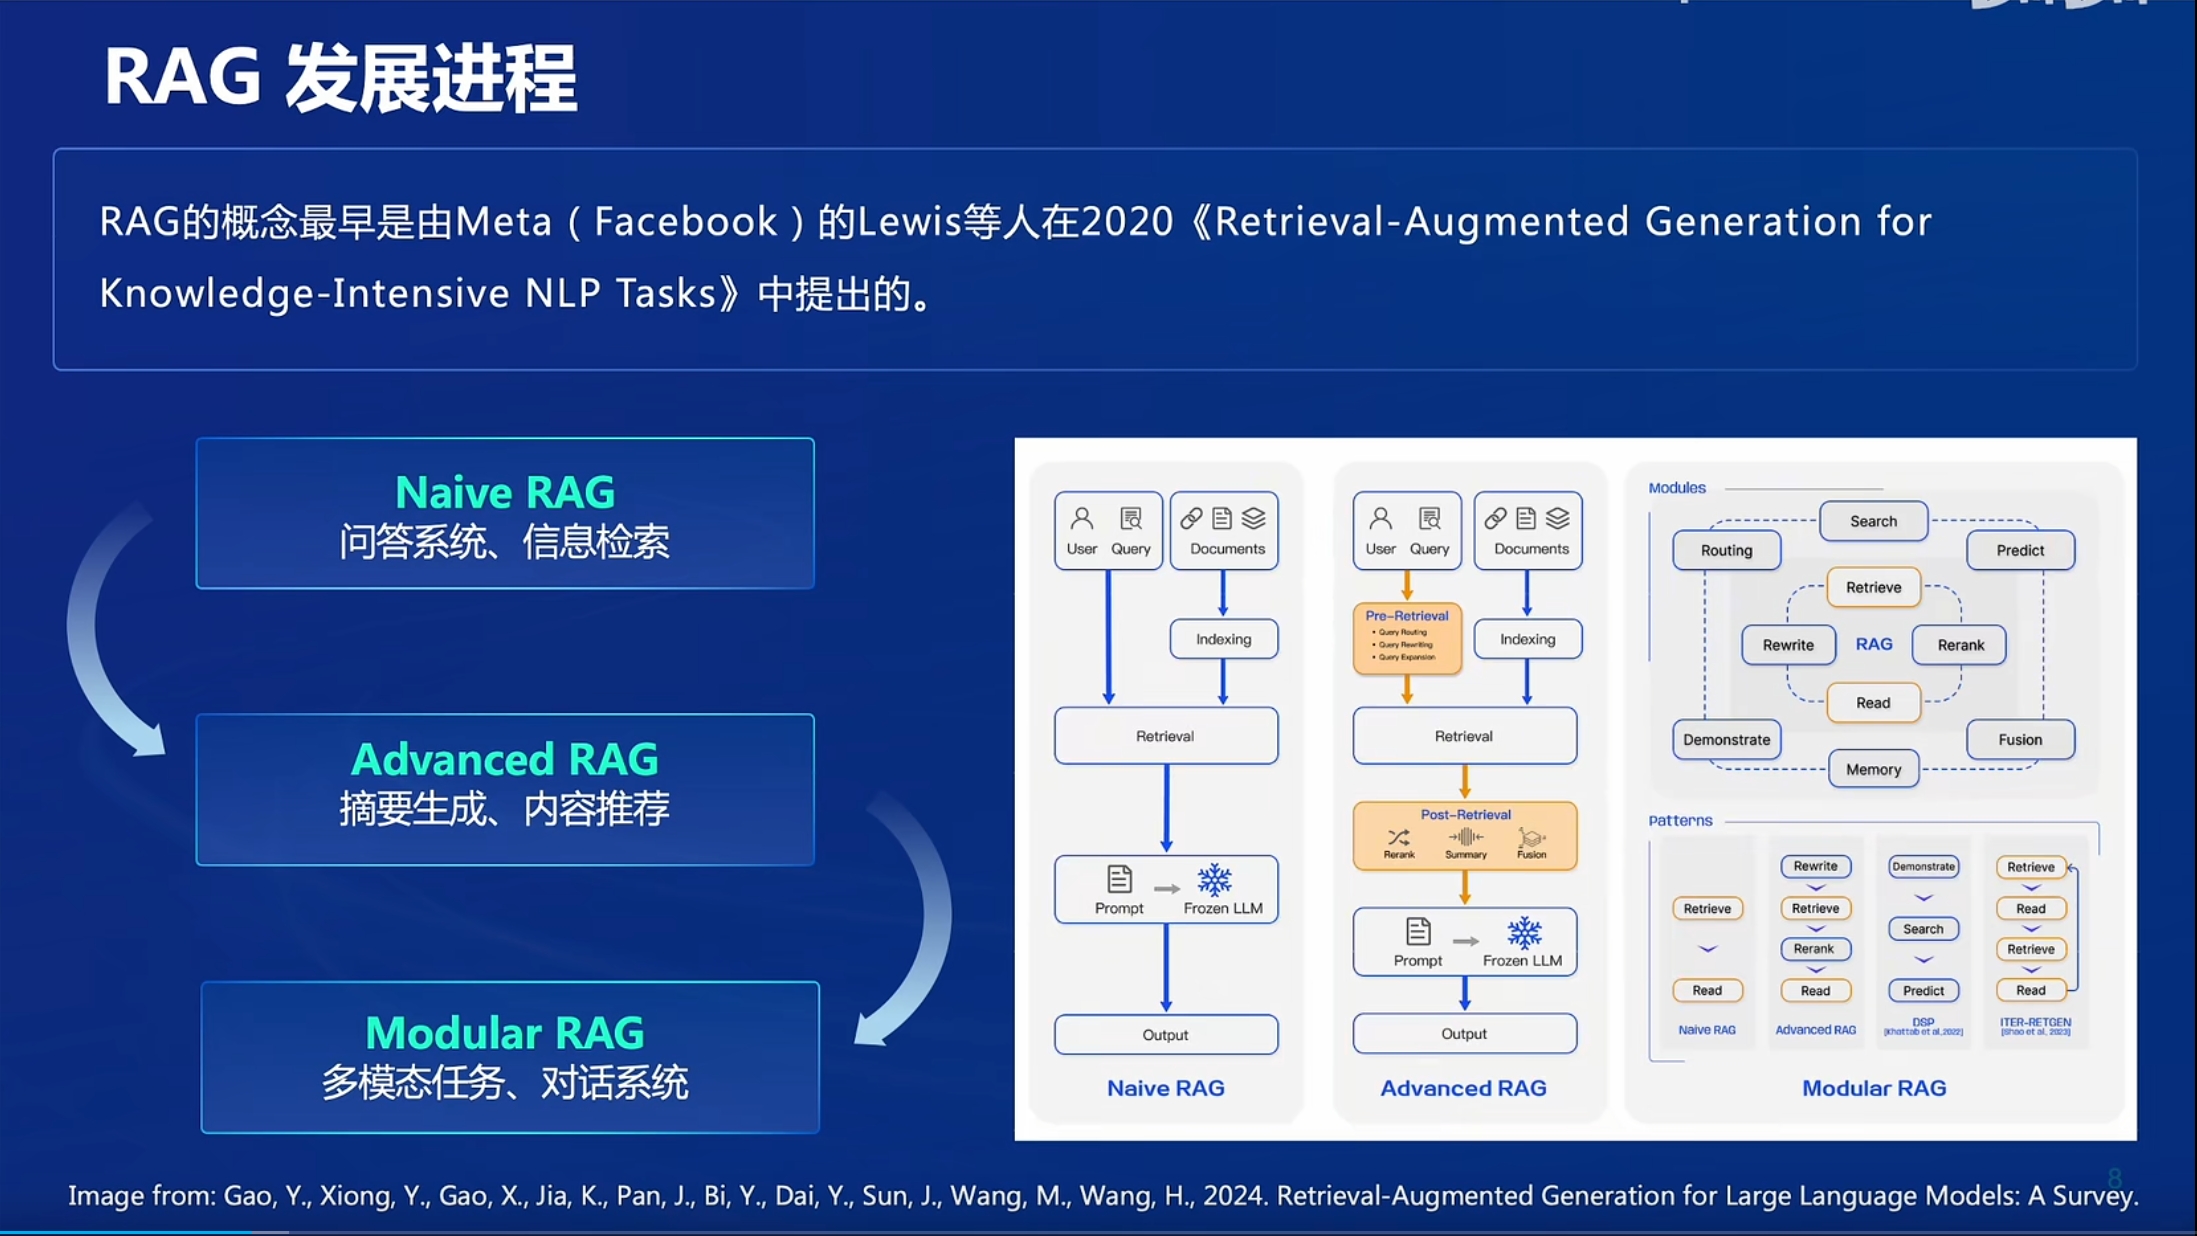 RAG 发展进程
RAG的概念最早是由Meta（Facebook）的Lewis等人在2020《Retrieval-Augmented Generation for
Knowledge-Intensive NLP Tasks》中提出的。
Naive RAG
问答系统、信息检索
Advanced RAG
摘要生成、内容推荐
Modular RAG
多模态任务、对话系统
User Query
Documents
Indexing
Retrieval
Prompt
Frozen LLM
Output
Naive RAG
User Query
Documents
Pre-Retrieval
• Query Routing
• Query Rewriting
• Query Expansion
Indexing
Retrieval
Post-Retrieval
Rerank
Summary
Fusion
Prompt
Frozen LLM
Output
Advanced RAG
Modules
Search
Routing
Predict
Retrieve
Rewrite
RAG
Rerank
Read
Demonstrate
Fusion
Memory
Patterns
Retrieve
Read
Naive RAG
Rewrite
Retrieve
Rerank
Read
Advanced RAG
Demonstrate
Search
Predict
DSP
[Khattab et al.,2022]
Retrieve
Read
Retrieve
Read
ITER-RETGEN
[Shao et al., 2023]
Modular RAG
8
Image from: Gao, Y., Xiong, Y., Gao, X., Jia, K., Pan, J., Bi, Y., Dai, Y., Sun, J., Wang, M., Wang, H., 2024. Retrieval-Augmented Generation for Large Language Models: A Survey.